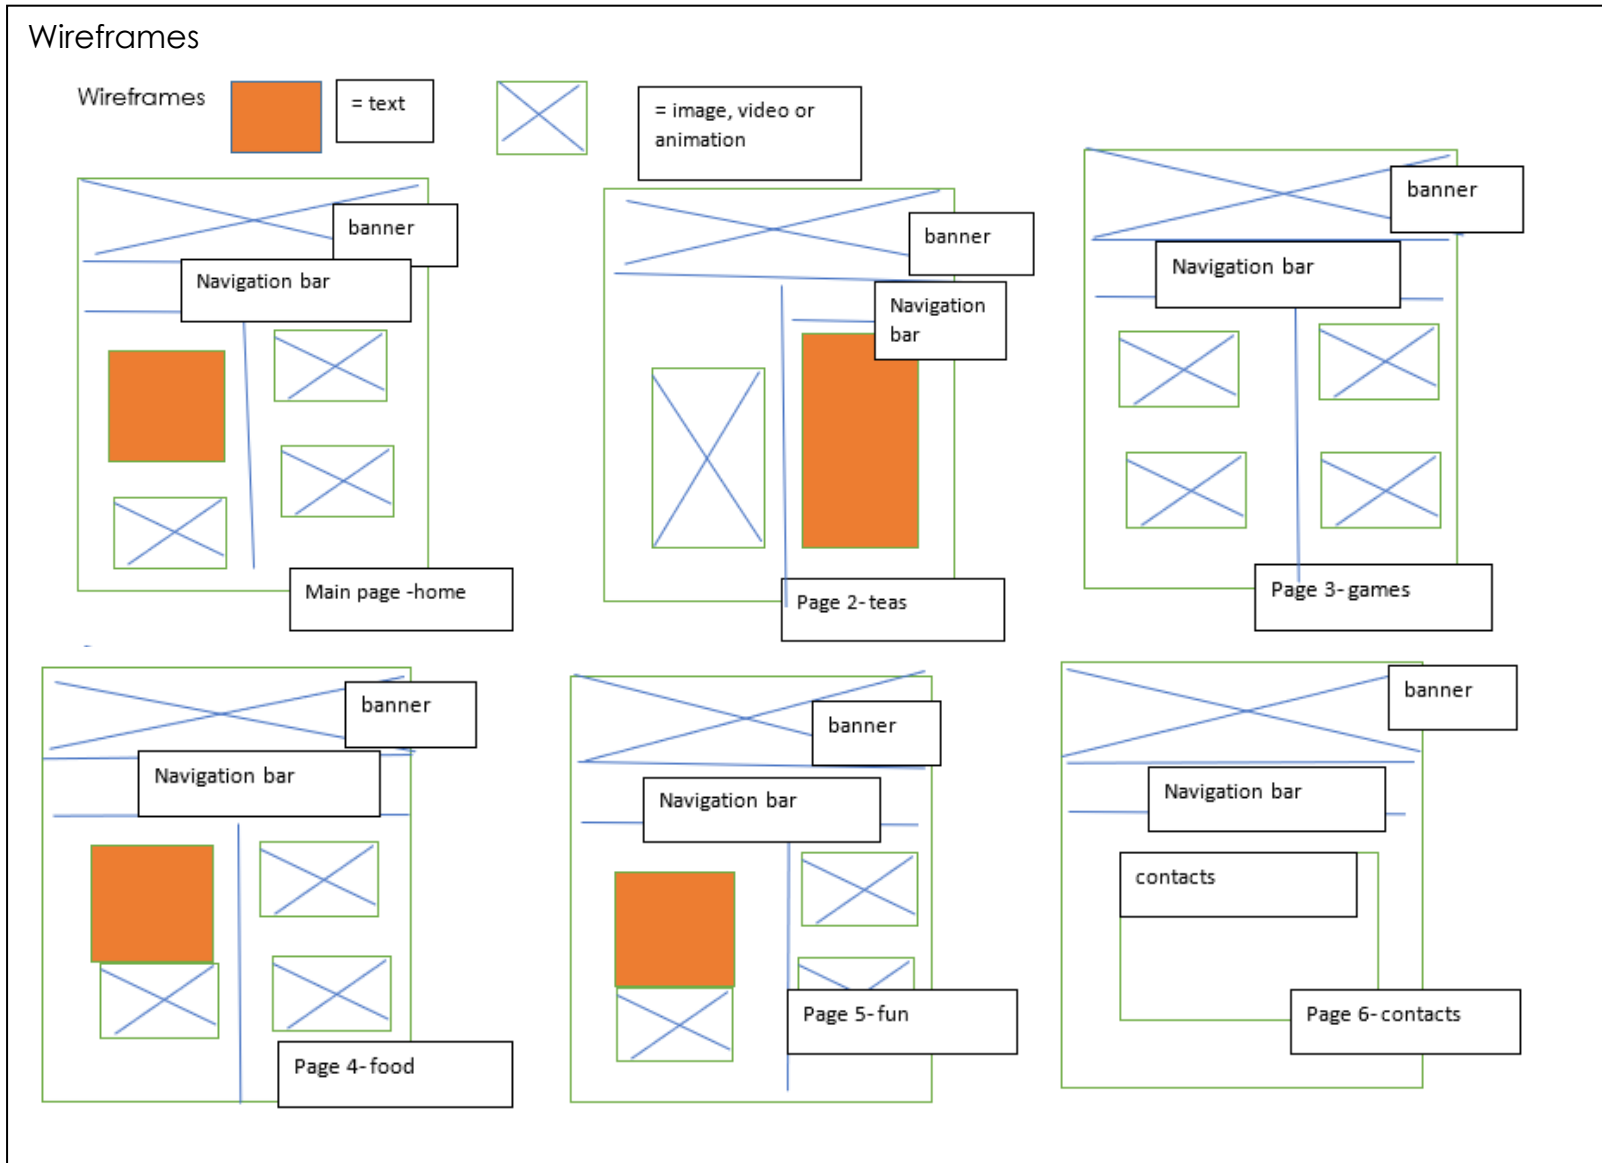 Wireframes
Wireframes
= text
= image, video or
animation
banner
Navigation bar
Main page -home
banner
Navigation
bar
Page 2-teas
banner
Navigation bar
Page 3-games
banner
Navigation bar
Page 4-food
banner
Navigation bar
Page 5-fun
banner
Navigation bar
contacts
Page 6-contacts